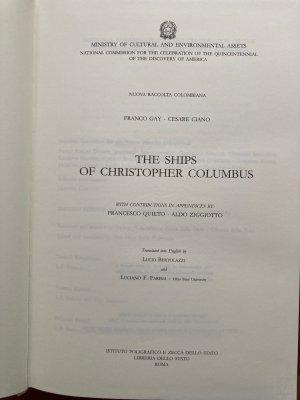 MINISTRY OF CULTURAL AND ENVIRONMENTAL ASSETS
NATIONAL COMMISSION FOR THE CELEBRATION OF THE QUINCENTENNIAL
OF THE DISCOVERY OF AMERICA
NUOVA RACCOLTA COLOMBIANA
FRANCO GAY - CESARE CIANO
THE SHIPS
OF CHRISTOPHER COLUMBUS
WITH CONTRIBUTIONS IN APPENDICES BY:
FRANCESCO QUIETO - ALDO ZIGGIOTTO
Translated into English by
LUCIO BERTOLAZZI
and
LUCIANO F. FARINA - Ohio State University
ISTITUTO POLIGRAFICO E ZECCA DELLO STATO
LIBRERIA DELLO STATO
ROMA